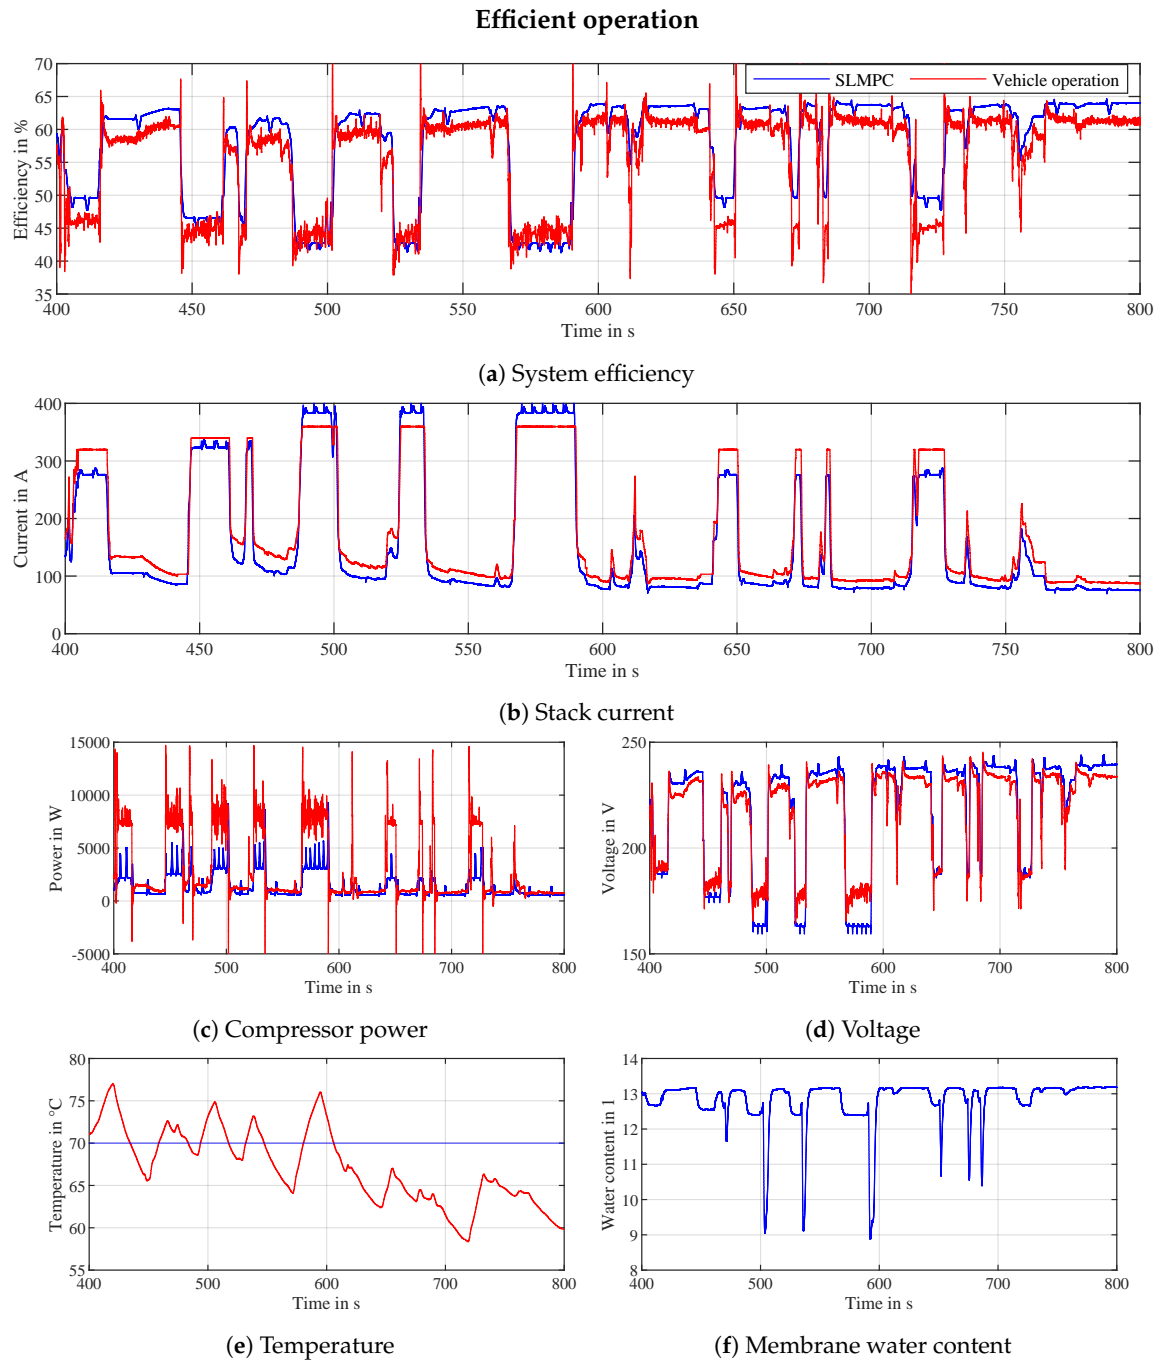 Efficient operation
70
65
60
55
50
45
40
35
Efficiency in %
SLMPC
Vehicle operation
400 450 500 550 600 650 700 750 800
Time in s
(a) System efficiency
400
300
200
100
0
Current in A
400 450 500 550 600 650 700 750 800
Time in s
(b) Stack current
15000
10000
5000
0
-5000
Power in W
400 500 600 700 800
Time in s
(c) Compressor power
250
200
150
Voltage in V
400 500 600 700 800
Time in s
(d) Voltage
80
75
70
65
60
55
Temperature in °C
400 500 600 700 800
Time in s
(e) Temperature
14
13
12
11
10
9
8
Water content in 1
400 500 600 700 800
Time in s
(f) Membrane water content